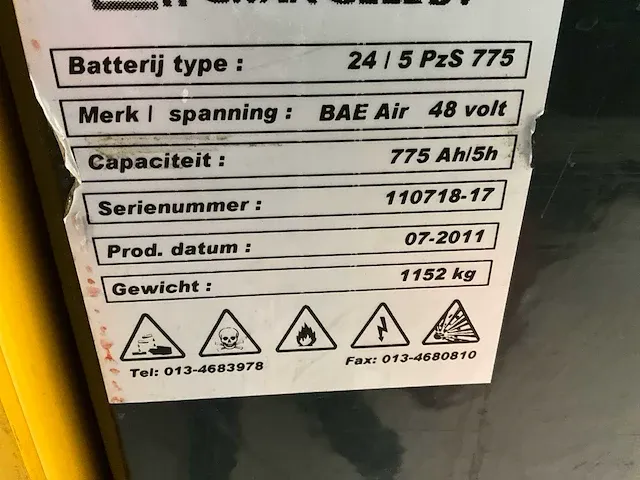 Batterij type : 24 / 5 PzS 775
Merk / spanning : BAE Air 48 volt
Capaciteit : 775 Ah/5h
Serienummer : 110718-17
Prod. datum : 07-2011
Gewicht : 1152 kg
Tel: 013-4683978 Fax: 013-4680810